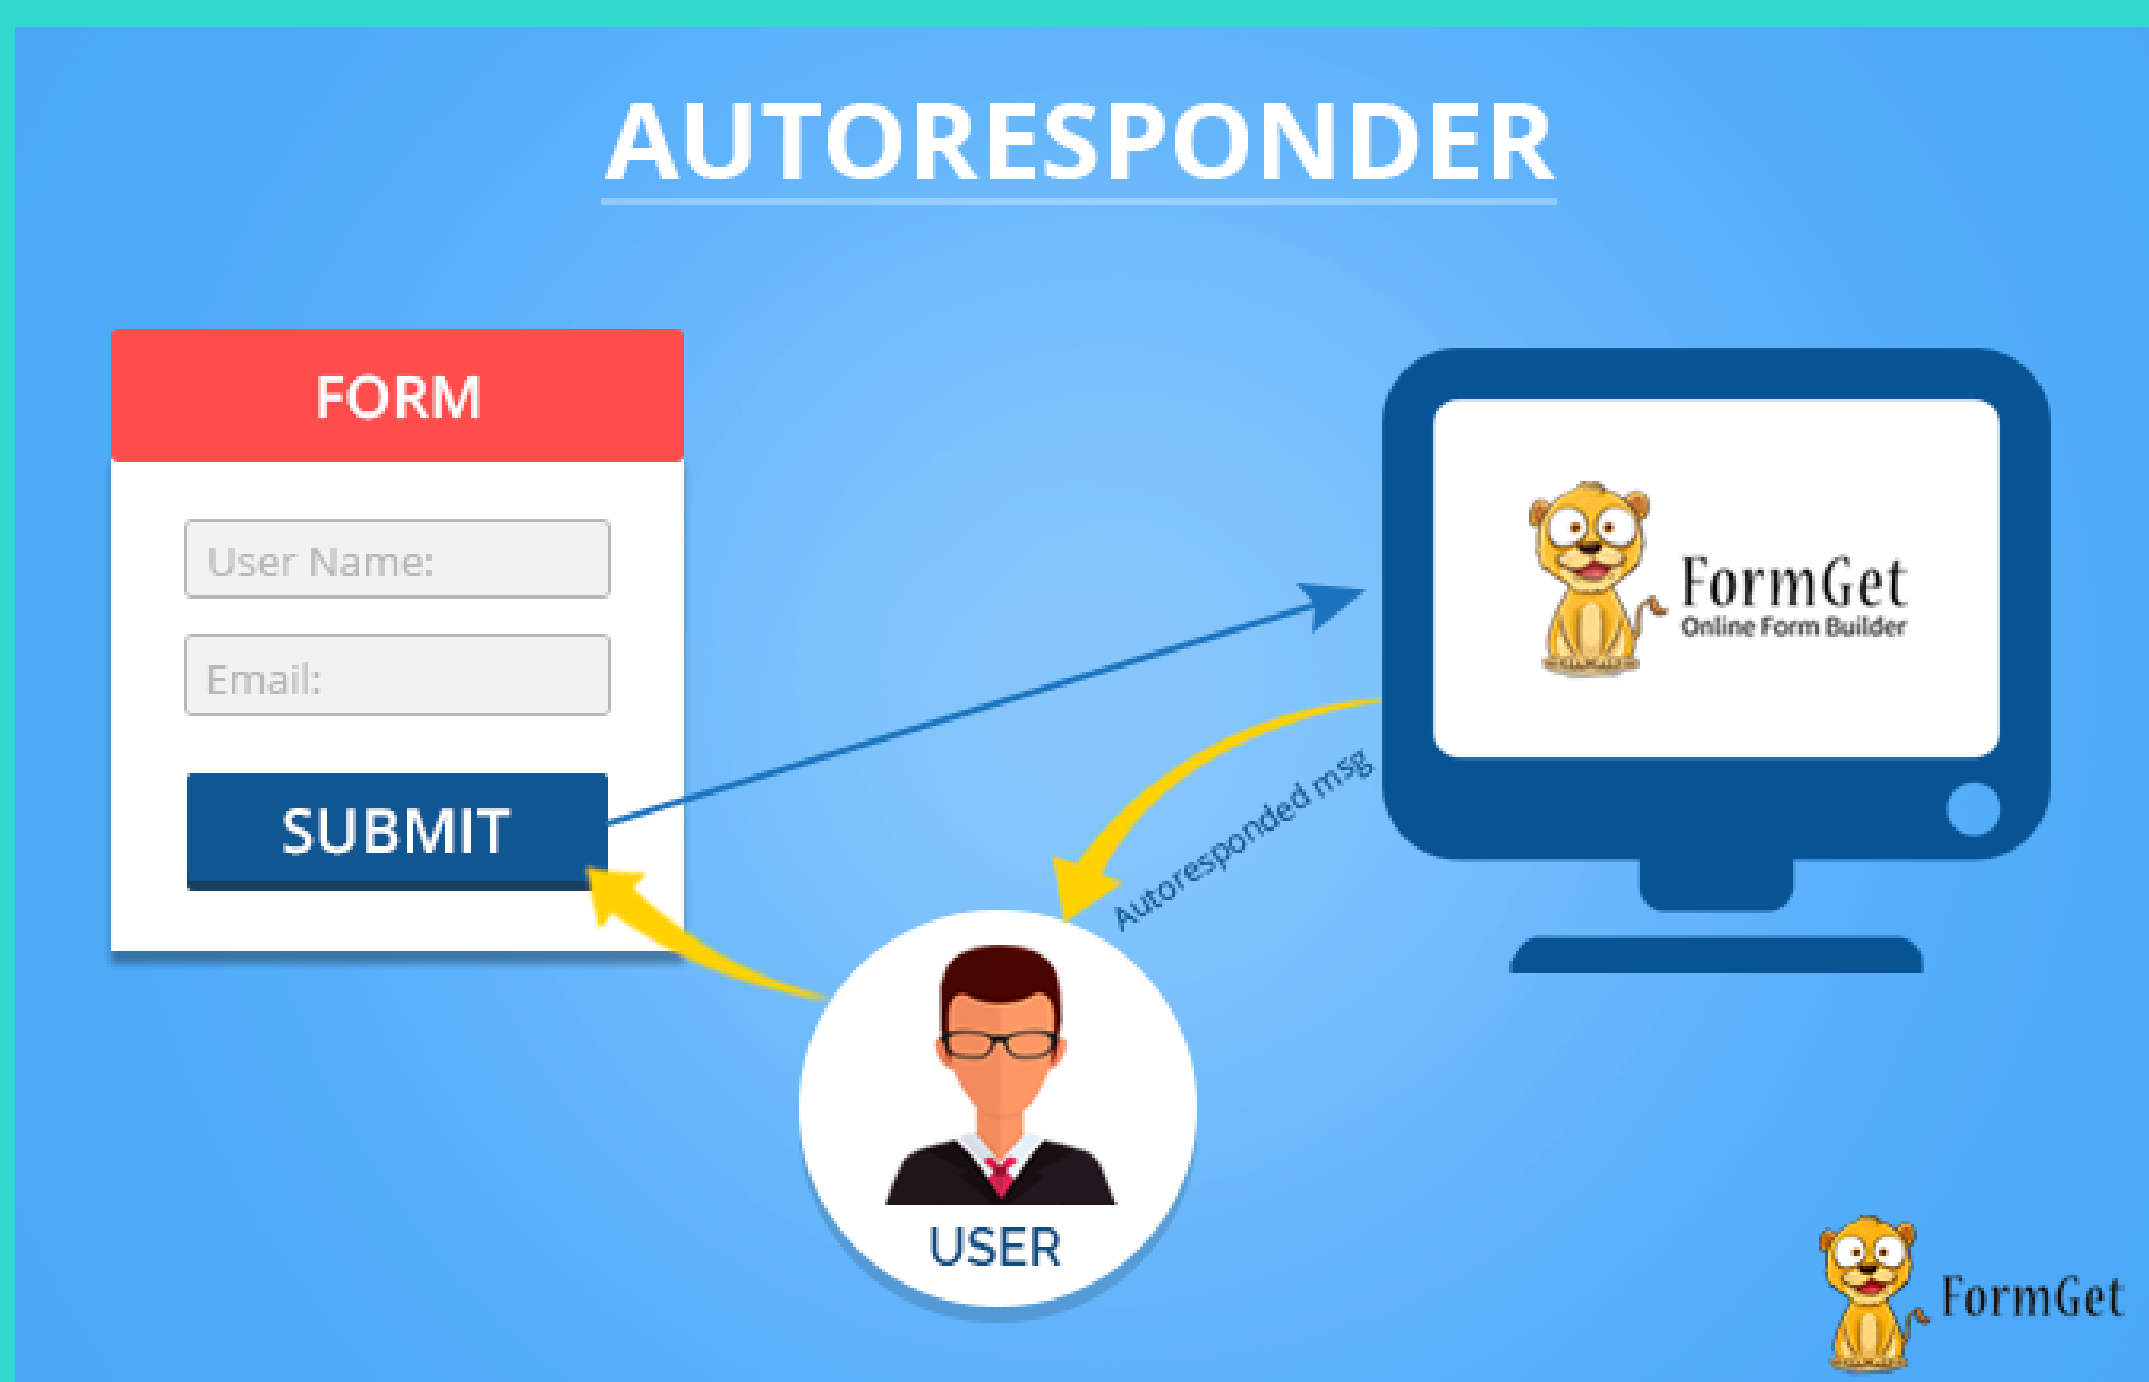 AUTORESPONDER
FORM
User Name:
Email:
SUBMIT
FormGet
Online Form Builder
Autoresponded msg
USER
FormGet